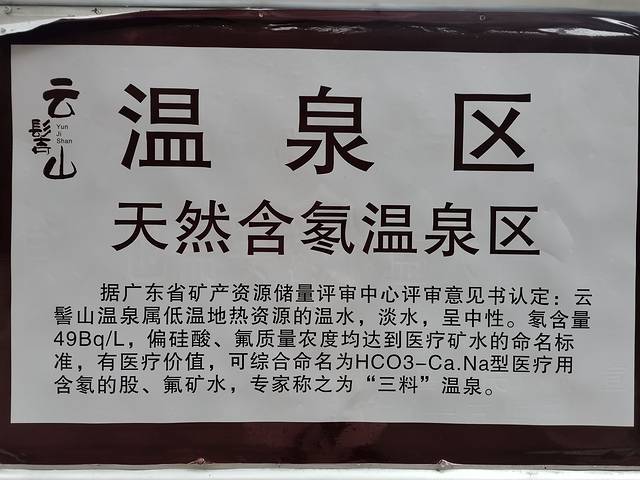 云髻山
Yun
Ji
Shan
温泉区
天然含氡温泉区
据广东省矿产资源储量评审中心评审意见书认定：云
髻山温泉属低温地热资源的温水，淡水，呈中性。氡含量
49Bq/L，偏硅酸、氟质量浓度均达到医疗矿水的命名标
准，有医疗价值，可综合命名为HCO3-Ca.Na型医疗用
含氡的股、氟矿水，专家称之为“三料”温泉。